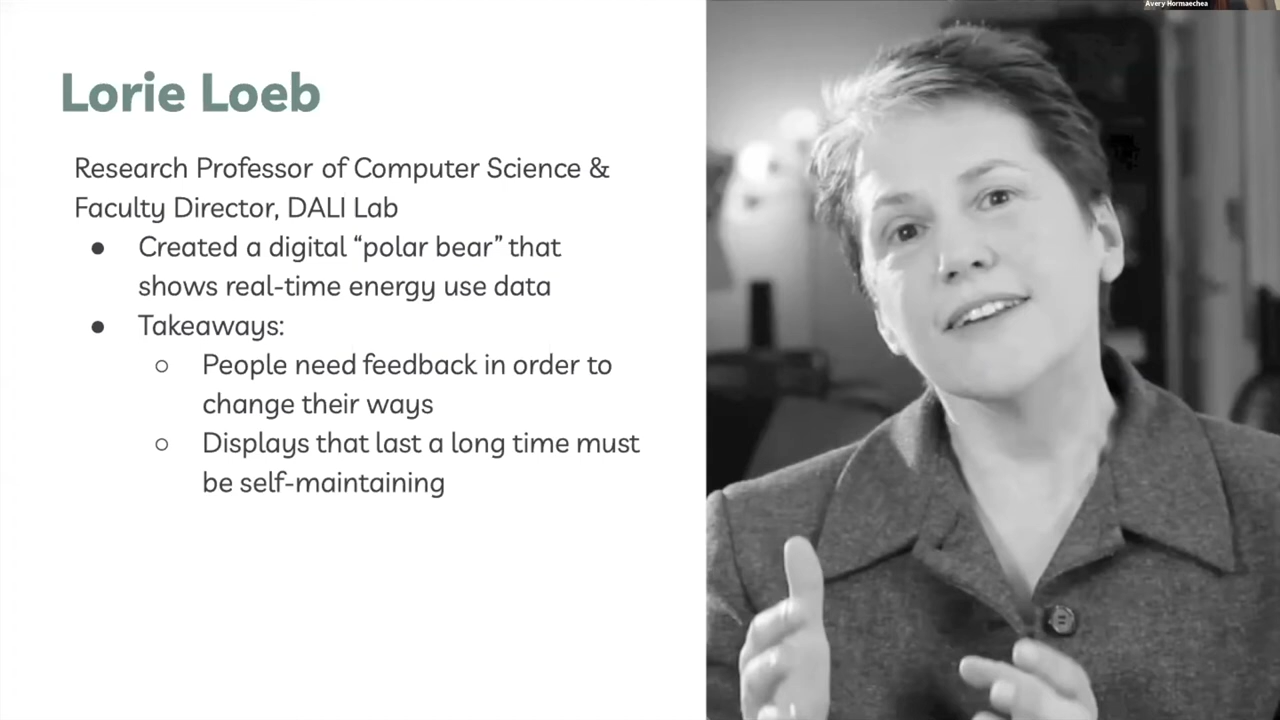 Avery Hormaechea
Lorie Loeb
Research Professor of Computer Science &
Faculty Director, DALI Lab
● Created a digital “polar bear” that
shows real-time energy use data
● Takeaways:
○ People need feedback in order to
change their ways
○ Displays that last a long time must
be self-maintaining